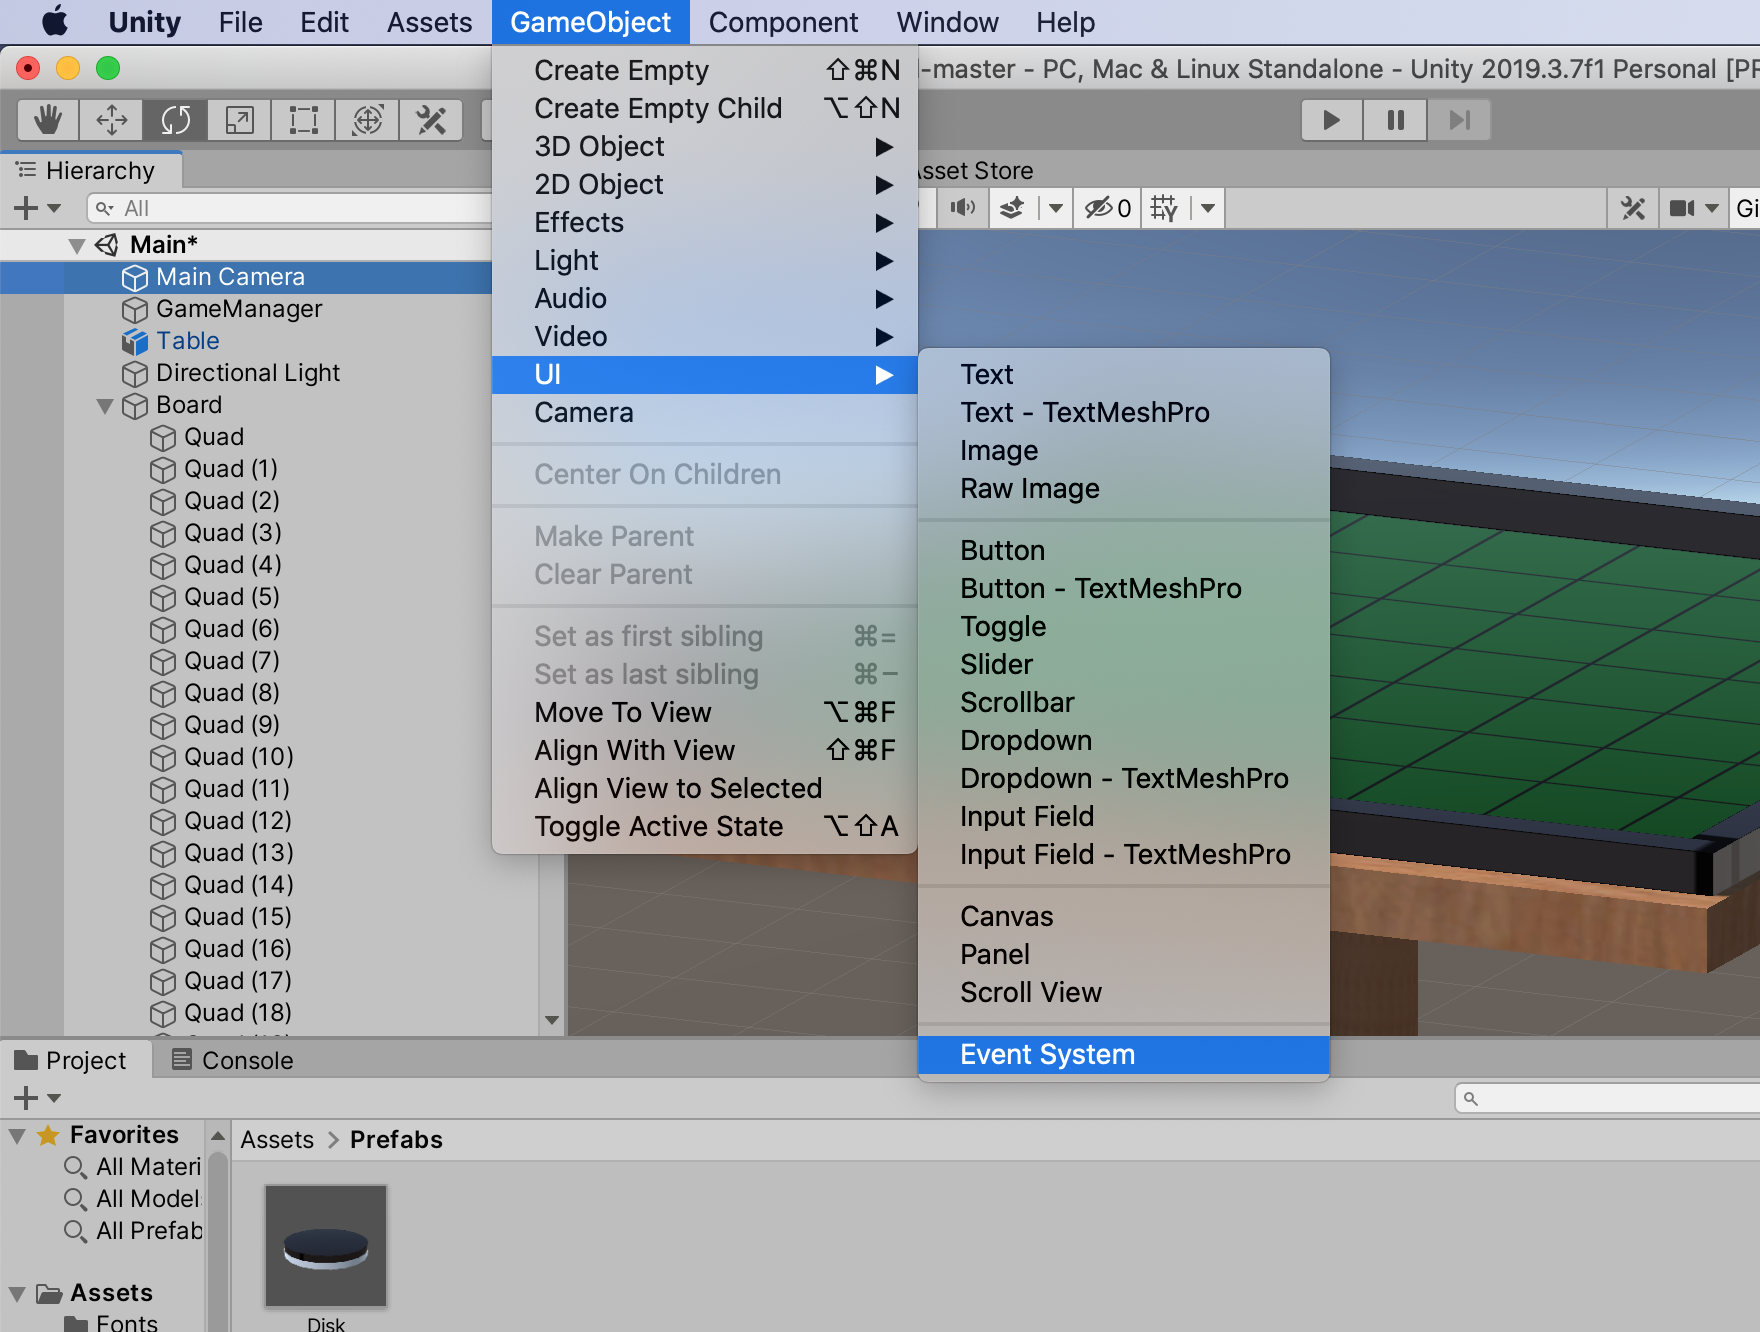 Unity File Edit Assets GameObject Component Window Help
-master - PC, Mac & Linux Standalone - Unity 2019.3.7f1 Personal
Create Empty ⇧⌘N
Create Empty Child ⌥⇧N
3D Object
2D Object
Effects
Light
Audio
Video
UI
Camera
Center On Children
Make Parent
Clear Parent
Set as first sibling ⌘=
Set as last sibling ⌘-
Move To View ⌥⌘F
Align With View ⇧⌘F
Align View to Selected
Toggle Active State ⌥⇧A
Text
Text - TextMeshPro
Image
Raw Image
Button
Button - TextMeshPro
Toggle
Slider
Scrollbar
Dropdown
Dropdown - TextMeshPro
Input Field
Input Field - TextMeshPro
Canvas
Panel
Scroll View
Event System
Asset Store
0
Gi
Hierarchy
All
Main*
Main Camera
GameManager
Table
Directional Light
Board
Quad
Quad (1)
Quad (2)
Quad (3)
Quad (4)
Quad (5)
Quad (6)
Quad (7)
Quad (8)
Quad (9)
Quad (10)
Quad (11)
Quad (12)
Quad (13)
Quad (14)
Quad (15)
Quad (16)
Quad (17)
Quad (18)
Project Console
Favorites
All Materi
All Model
All Prefab
Assets
Fonts
Assets > Prefabs
Disk